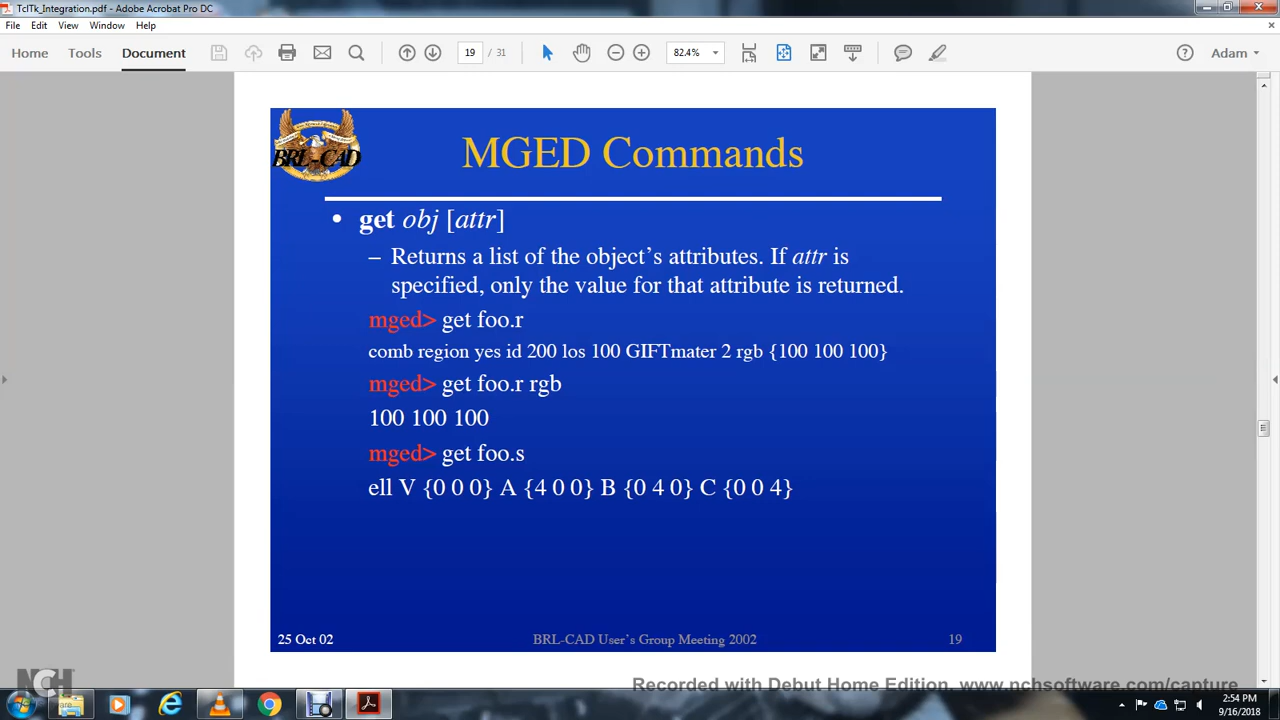 TclTk_Integration.pdf - Adobe Acrobat Pro DC
File Edit View Window Help
Home Tools Document 19 / 31 82.4% Adam
BRL-CAD
MGED Commands
• get obj [attr]
– Returns a list of the object’s attributes. If attr is
specified, only the value for that attribute is returned.
mged> get foo.r
comb region yes id 200 los 100 GIFTmater 2 rgb {100 100 100}
mged> get foo.r rgb
100 100 100
mged> get foo.s
ell V {0 0 0} A {4 0 0} B {0 4 0} C {0 0 4}
25 Oct 02 BRL-CAD User’s Group Meeting 2002 19
NCH
Recorded with Debut Home Edition. www.nchsoftware.com/capture
2:54 PM
9/16/2018